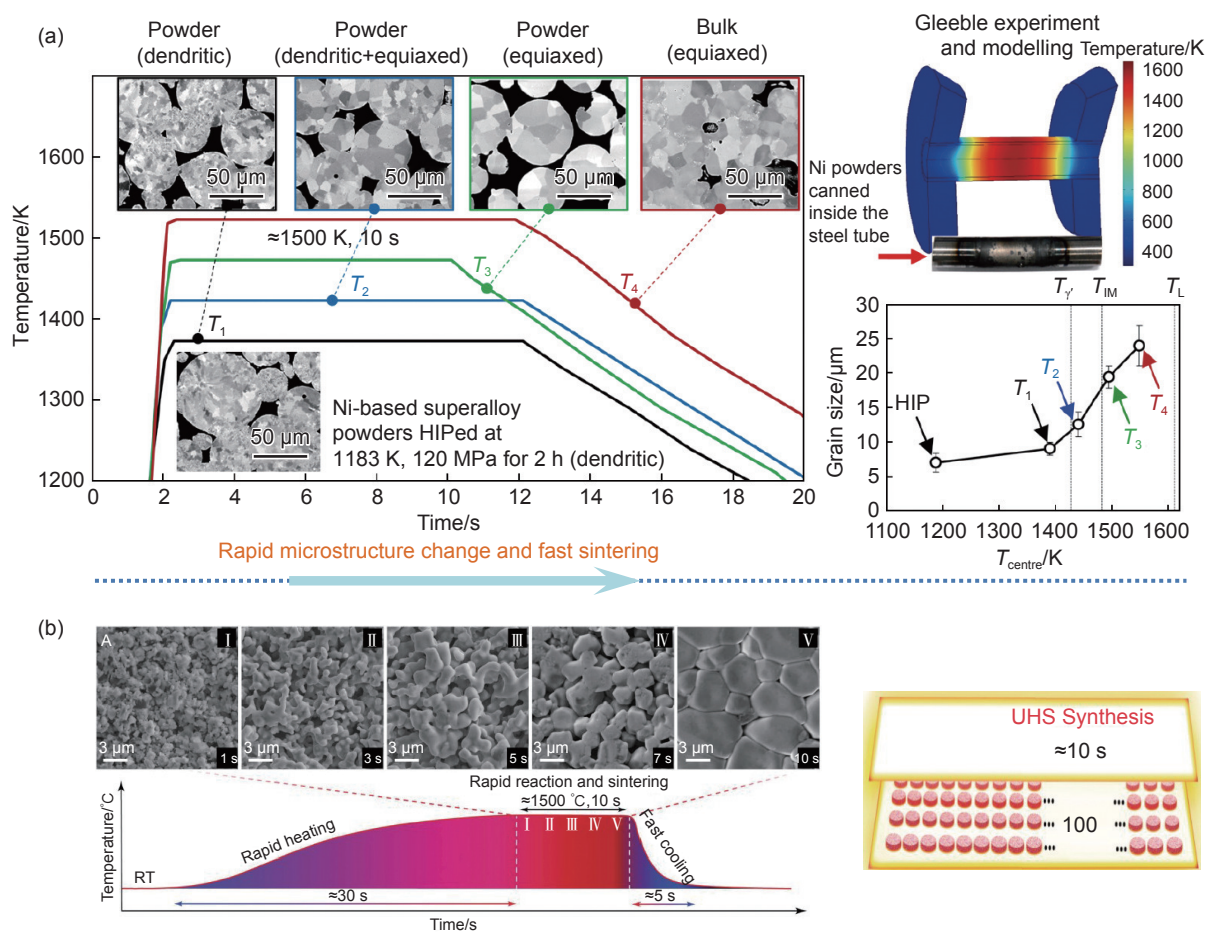 (a)
Powder
(dendritic)
Powder
(dendritic+equiaxed)
Powder
(equiaxed)
Bulk
(equiaxed)
50 μm
50 μm
50 μm
50 μm
≈1500 K, 10 s
T1
T2
T3
T4
50 μm
Ni-based superalloy
powders HIPed at
1183 K, 120 MPa for 2 h (dendritic)
Temperature/K
1600
1500
1400
1300
1200
0
2
4
6
8
10
12
14
16
18
20
Time/s
Gleeble experiment
and modelling
Temperature/K
1600
1400
1200
1000
800
600
400
Ni powders
canned
inside the
steel tube
Tγ′
TIM
TL
Grain size/μm
30
25
20
15
10
5
0
HIP
T1
T2
T3
T4
1100
1200
1300
1400
1500
1600
Tcentre/K
Rapid microstructure change and fast sintering
(b)
A
Ⅰ
3 μm
1 s
Ⅱ
3 μm
3 s
Ⅲ
3 μm
5 s
Ⅳ
3 μm
7 s
Ⅴ
3 μm
10 s
Rapid reaction and sintering
≈1500 °C,10 s
Ⅰ Ⅱ Ⅲ Ⅳ Ⅴ
Rapid heating
Fast cooling
RT
≈30 s
≈5 s
Temperature/°C
Time/s
UHS Synthesis
≈10 s
100